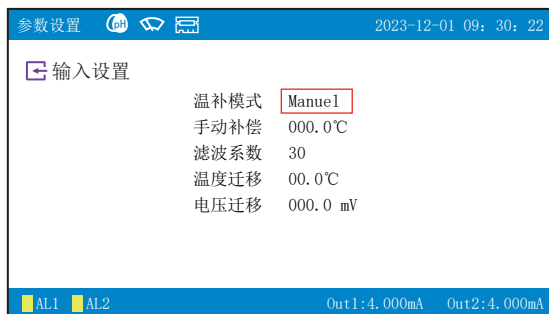 参数设置 pH 2023-12-01 09: 30: 22
输入设置
温补模式 Manuel
手动补偿 000.0℃
滤波系数 30
温度迁移 00.0℃
电压迁移 000.0 mV
AL1 AL2 Out1:4.000mA Out2:4.000mA